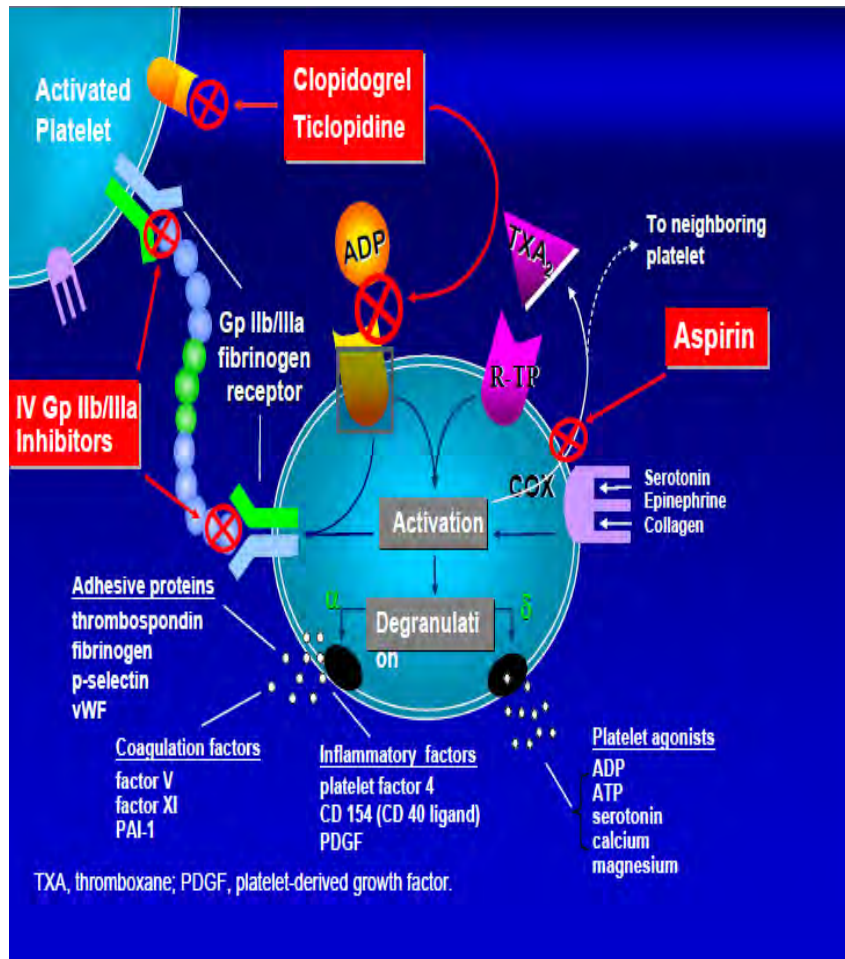 Activated
Platelet
Clopidogrel
Ticlopidine
ADP
TXA2
To neighboring
platelet
Gp IIb/IIIa
fibrinogen
receptor
R-TP
Aspirin
IV Gp IIb/IIIa
Inhibitors
COX
Serotonin
Epinephrine
Collagen
Activation
Adhesive proteins
thrombospondin
fibrinogen
p-selectin
vWF
α
Degranulati
on
δ
Coagulation factors
factor V
factor XI
PAI-1
Inflammatory factors
platelet factor 4
CD 154 (CD 40 ligand)
PDGF
Platelet agonists
ADP
ATP
serotonin
calcium
magnesium
TXA, thromboxane; PDGF, platelet-derived growth factor.